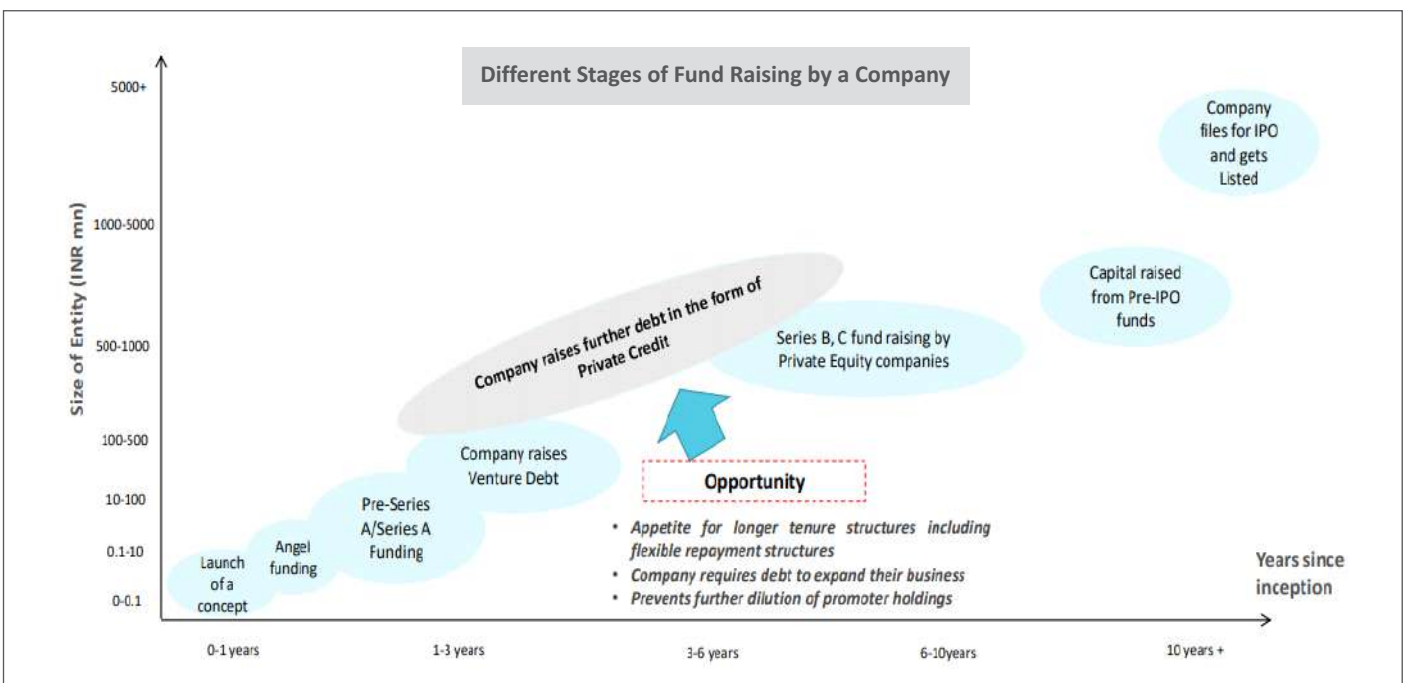 Different Stages of Fund Raising by a Company
Size of Entity (INR mn)
5000+
1000-5000
500-1000
100-500
10-100
0.1-10
0-0.1
Company
files for IPO
and gets
Listed
Capital raised
from Pre-IPO
funds
Company raises further debt in the form of
Private Credit
Series B, C fund raising by
Private Equity companies
Company raises
Venture Debt
Pre-Series
A/Series A
Funding
Angel
funding
Launch
of a
concept
Opportunity
• Appetite for longer tenure structures including
flexible repayment structures
• Company requires debt to expand their business
• Prevents further dilution of promoter holdings
Years since
inception
0-1 years
1-3 years
3-6 years
6-10years
10 years +